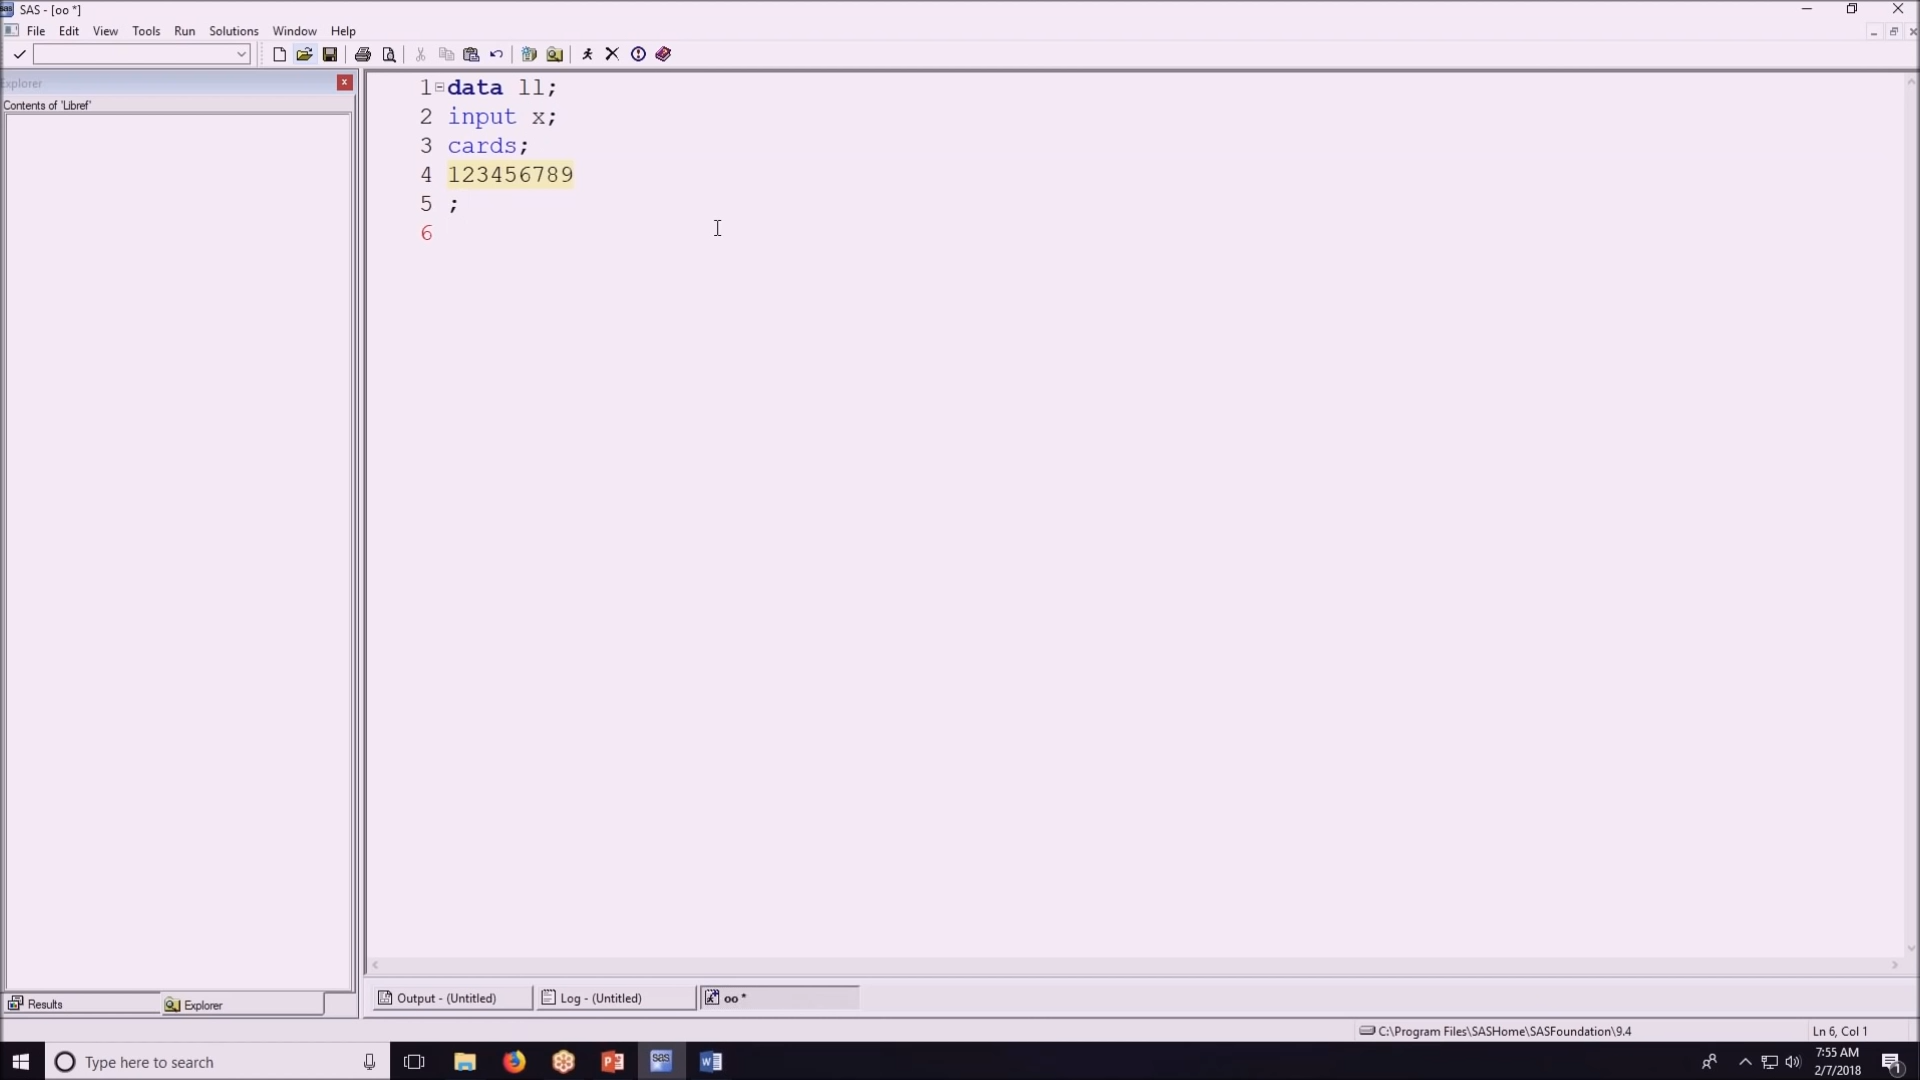 SAS - [oo *]
File Edit View Tools Run Solutions Window Help
Explorer
Contents of 'Libref'
1 data ll;
2 input x;
3 cards;
4 123456789
5 ;
6
Results
Explorer
Output - (Untitled)
Log - (Untitled)
oo *
C:\Program Files\SASHome\SASFoundation\9.4
Ln 6, Col 1
Type here to search
sas
7:55 AM
2/7/2018
1